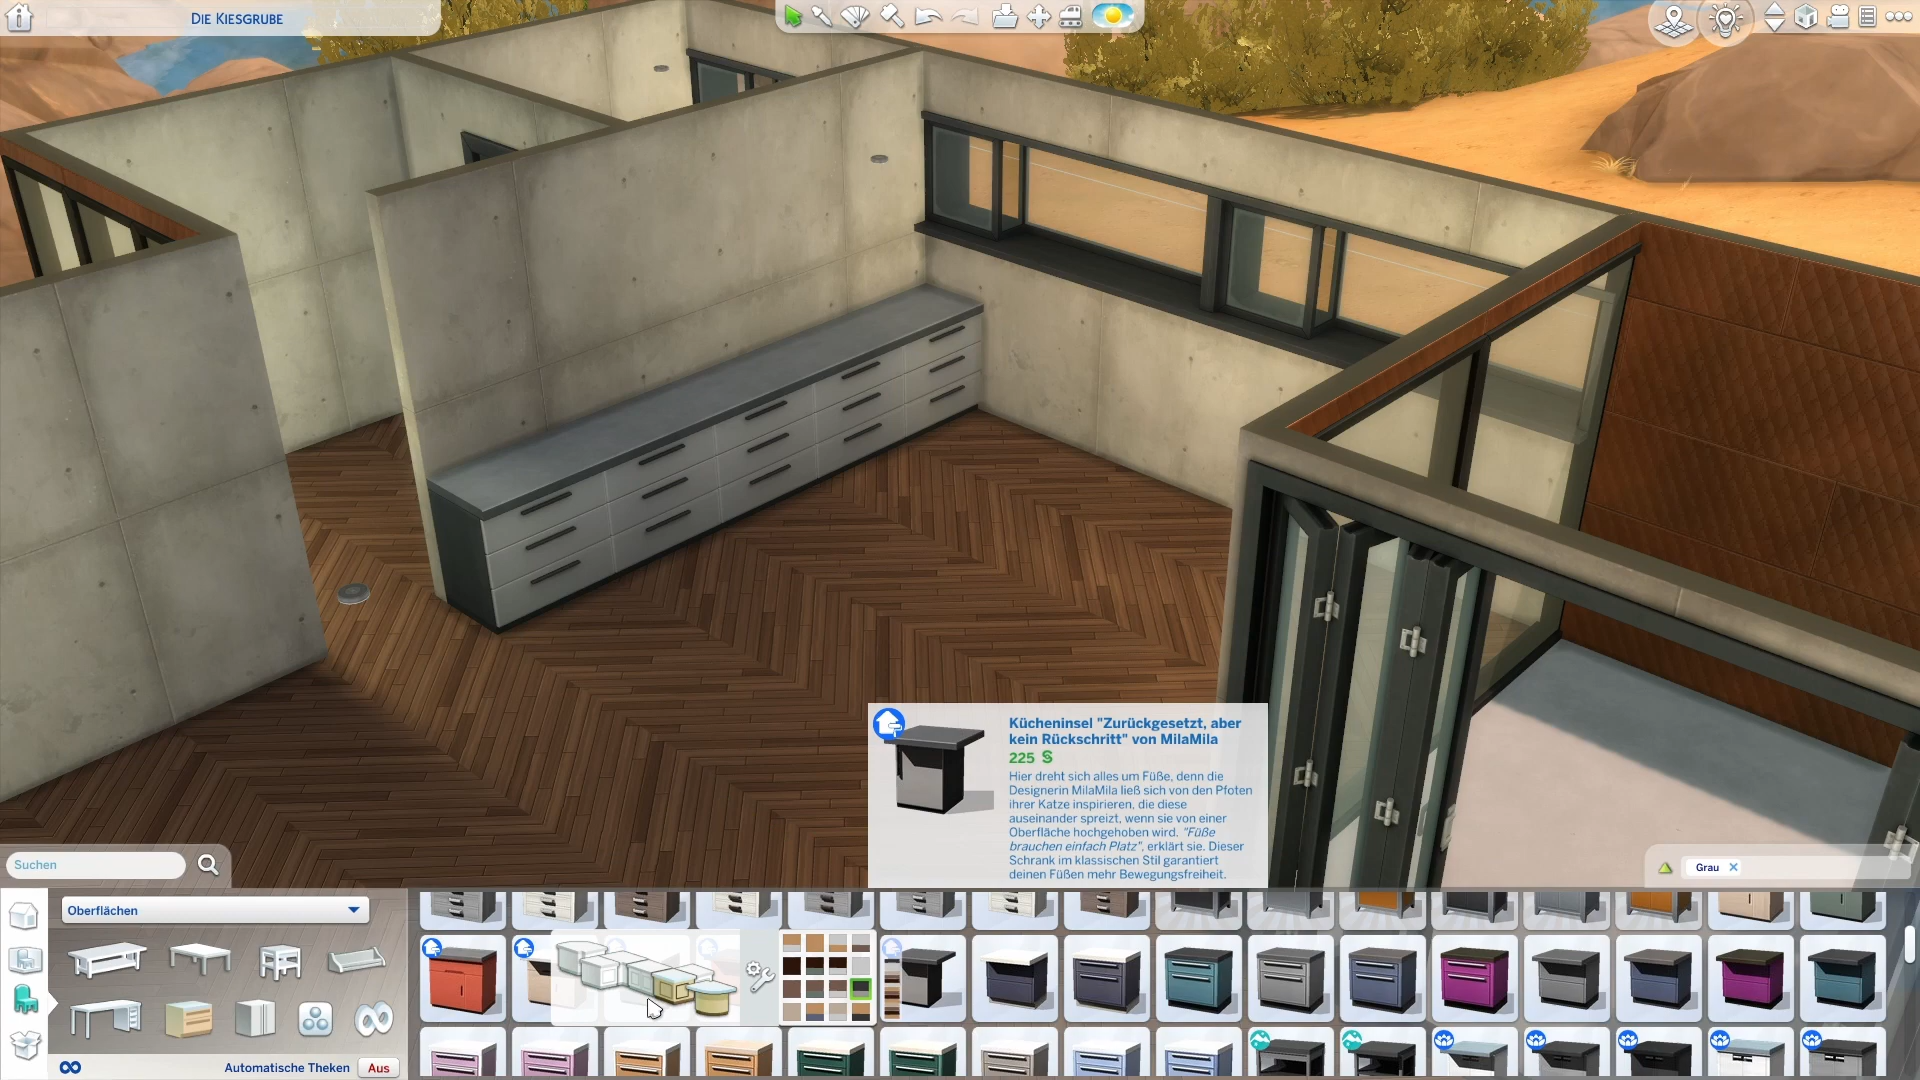 Die Kiesgrube
Kücheninsel "Zurückgesetzt, aber
kein Rückschritt" von MilaMila
225 §
Hier dreht sich alles um Füße, denn die
Designerin MilaMila ließ sich von den Pfoten
ihrer Katze inspirieren, die diese
auseinander spreizt, wenn sie von einer
Oberfläche hochgehoben wird. "Füße
brauchen einfach Platz", erklärt sie. Dieser
Schrank im klassischen Stil garantiert
deinen Füßen mehr Bewegungsfreiheit.
Suchen
Grau
Oberflächen
Automatische Theken
Aus